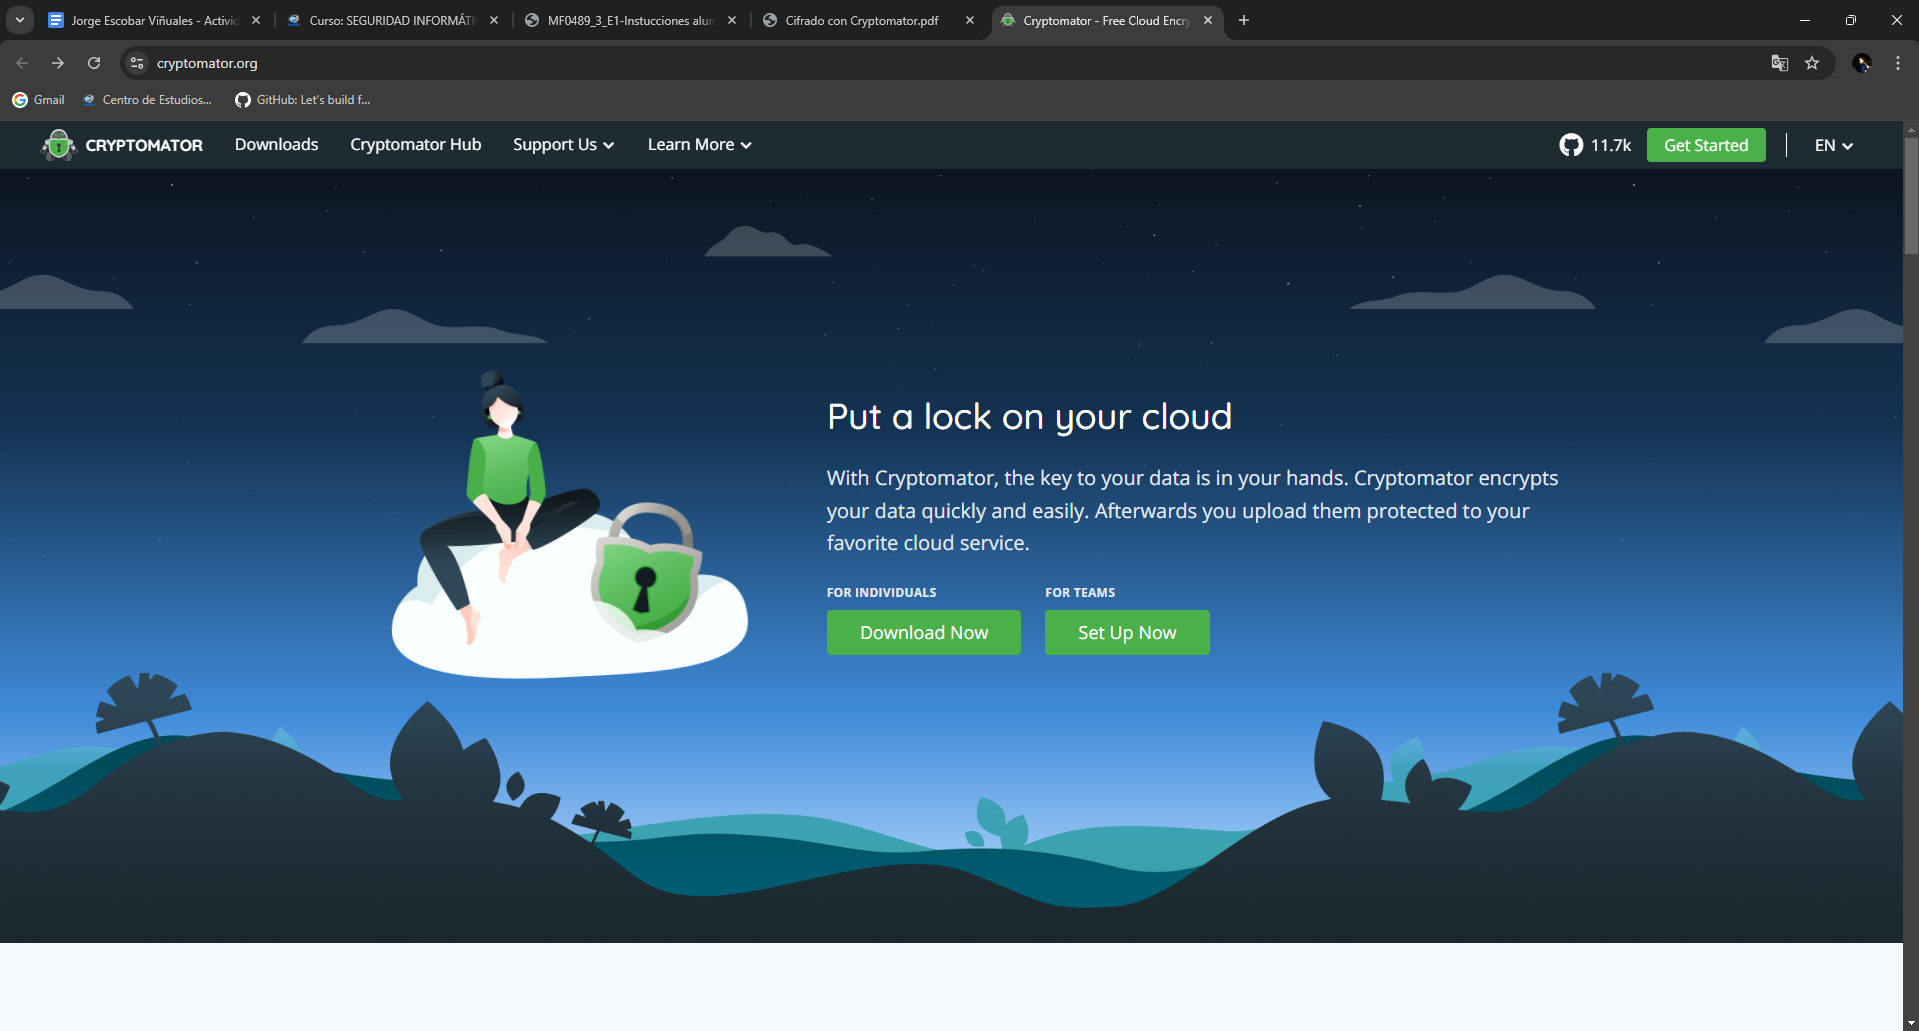 Jorge Escobar Viñuales - Activid
Curso: SEGURIDAD INFORMÁTI
MF0489_3_E1-Instucciones alun
Cifrado con Cryptomator.pdf
Cryptomator - Free Cloud Encry
cryptomator.org
Gmail
Centro de Estudios...
GitHub: Let's build f...
CRYPTOMATOR
Downloads
Cryptomator Hub
Support Us
Learn More
11.7k
Get Started
EN
Put a lock on your cloud
With Cryptomator, the key to your data is in your hands. Cryptomator encrypts
your data quickly and easily. Afterwards you upload them protected to your
favorite cloud service.
FOR INDIVIDUALS
FOR TEAMS
Download Now
Set Up Now